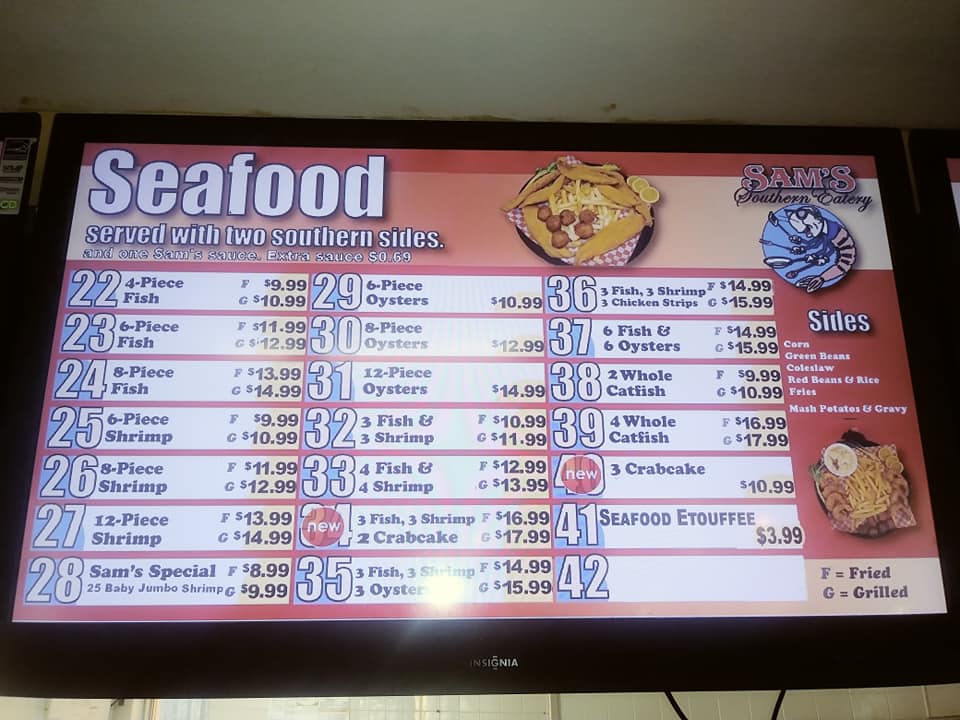 Seafood
served with two southern sides.
and one Sam's sauce. Extra sauce $0.69
SAM'S
Southern Eatery
22 4-Piece Fish F $9.99 G $10.99
23 6-Piece Fish F $11.99 G $12.99
24 8-Piece Fish F $13.99 G $14.99
25 6-Piece Shrimp F $9.99 G $10.99
26 8-Piece Shrimp F $11.99 G $12.99
27 12-Piece Shrimp F $13.99 G $14.99
28 Sam's Special F $8.99
25 Baby Jumbo Shrimp G $9.99
29 6-Piece Oysters $10.99
30 8-Piece Oysters $12.99
31 12-Piece Oysters $14.99
32 3 Fish & 3 Shrimp F $10.99 G $11.99
33 4 Fish & 4 Shrimp F $12.99 G $13.99
new 3 Fish, 3 Shrimp 2 Crabcake F $16.99 G $17.99
35 3 Fish, 3 Shrimp 3 Oyster F $14.99 G $15.99
36 3 Fish, 3 Shrimp 3 Chicken Strips F $14.99 G $15.99
37 6 Fish & 6 Oysters F $14.99 G $15.99
38 2 Whole Catfish F $9.99 G $10.99
39 4 Whole Catfish F $16.99 G $17.99
new 3 Crabcake $10.99
41 SEAFOOD ETOUFFEE $3.99
42
Sides
Corn
Green Beans
Coleslaw
Red Beans & Rice
Fries
Mash Potatos & Gravy
F = Fried
G = Grilled
INSIGNIA